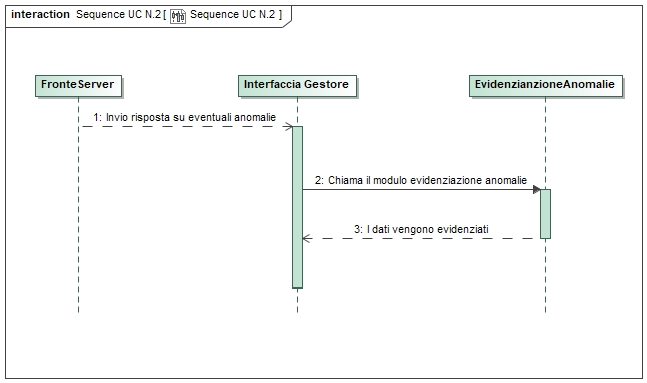 interaction Sequence UC N.2 [ Sequence UC N.2 ]
FronteServer
Interfaccia Gestore
EvidenzianzioneAnomalie
1: Invio risposta su eventuali anomalie
2: Chiama il modulo evidenziazione anomalie
3: I dati vengono evidenziati